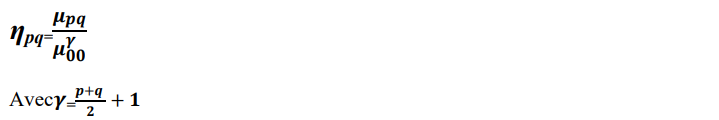 η_pq = μ_pq / μ_00^γ
Avec γ = (p+q)/2 + 1